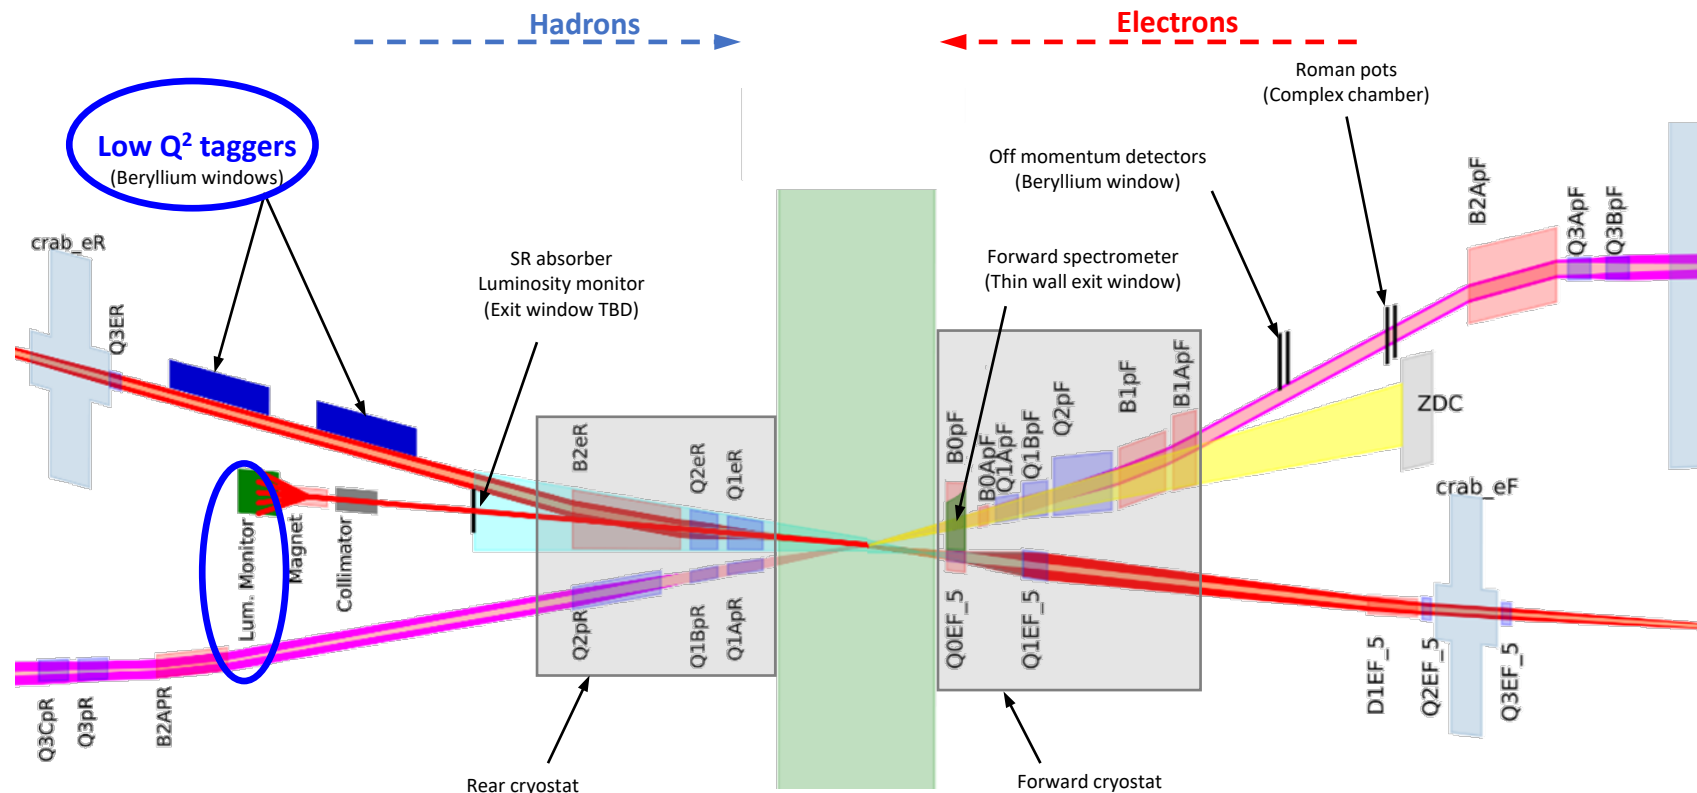 Hadrons
Electrons
Roman pots
(Complex chamber)
Low Q² taggers
(Beryllium windows)
Off momentum detectors
(Beryllium window)
B2ApF
Q3ApF
Q3BpF
crab_eR
Q3ER
SR absorber
Luminosity monitor
(Exit window TBD)
Forward spectrometer
(Thin wall exit window)
B0pF
B0ApF
Q1ApF
Q1BpF
Q2pF
B1pF
B1ApF
ZDC
B2eR
Q2eR
Q1eR
crab_eF
Lum. Monitor
Magnet
Collimator
Q2pR
Q1BpR
Q1ApR
Q0EF_5
Q1EF_5
D1EF_5
Q2EF_5
Q3EF_5
Q3CpR
Q3pR
B2APR
Rear cryostat
Forward cryostat